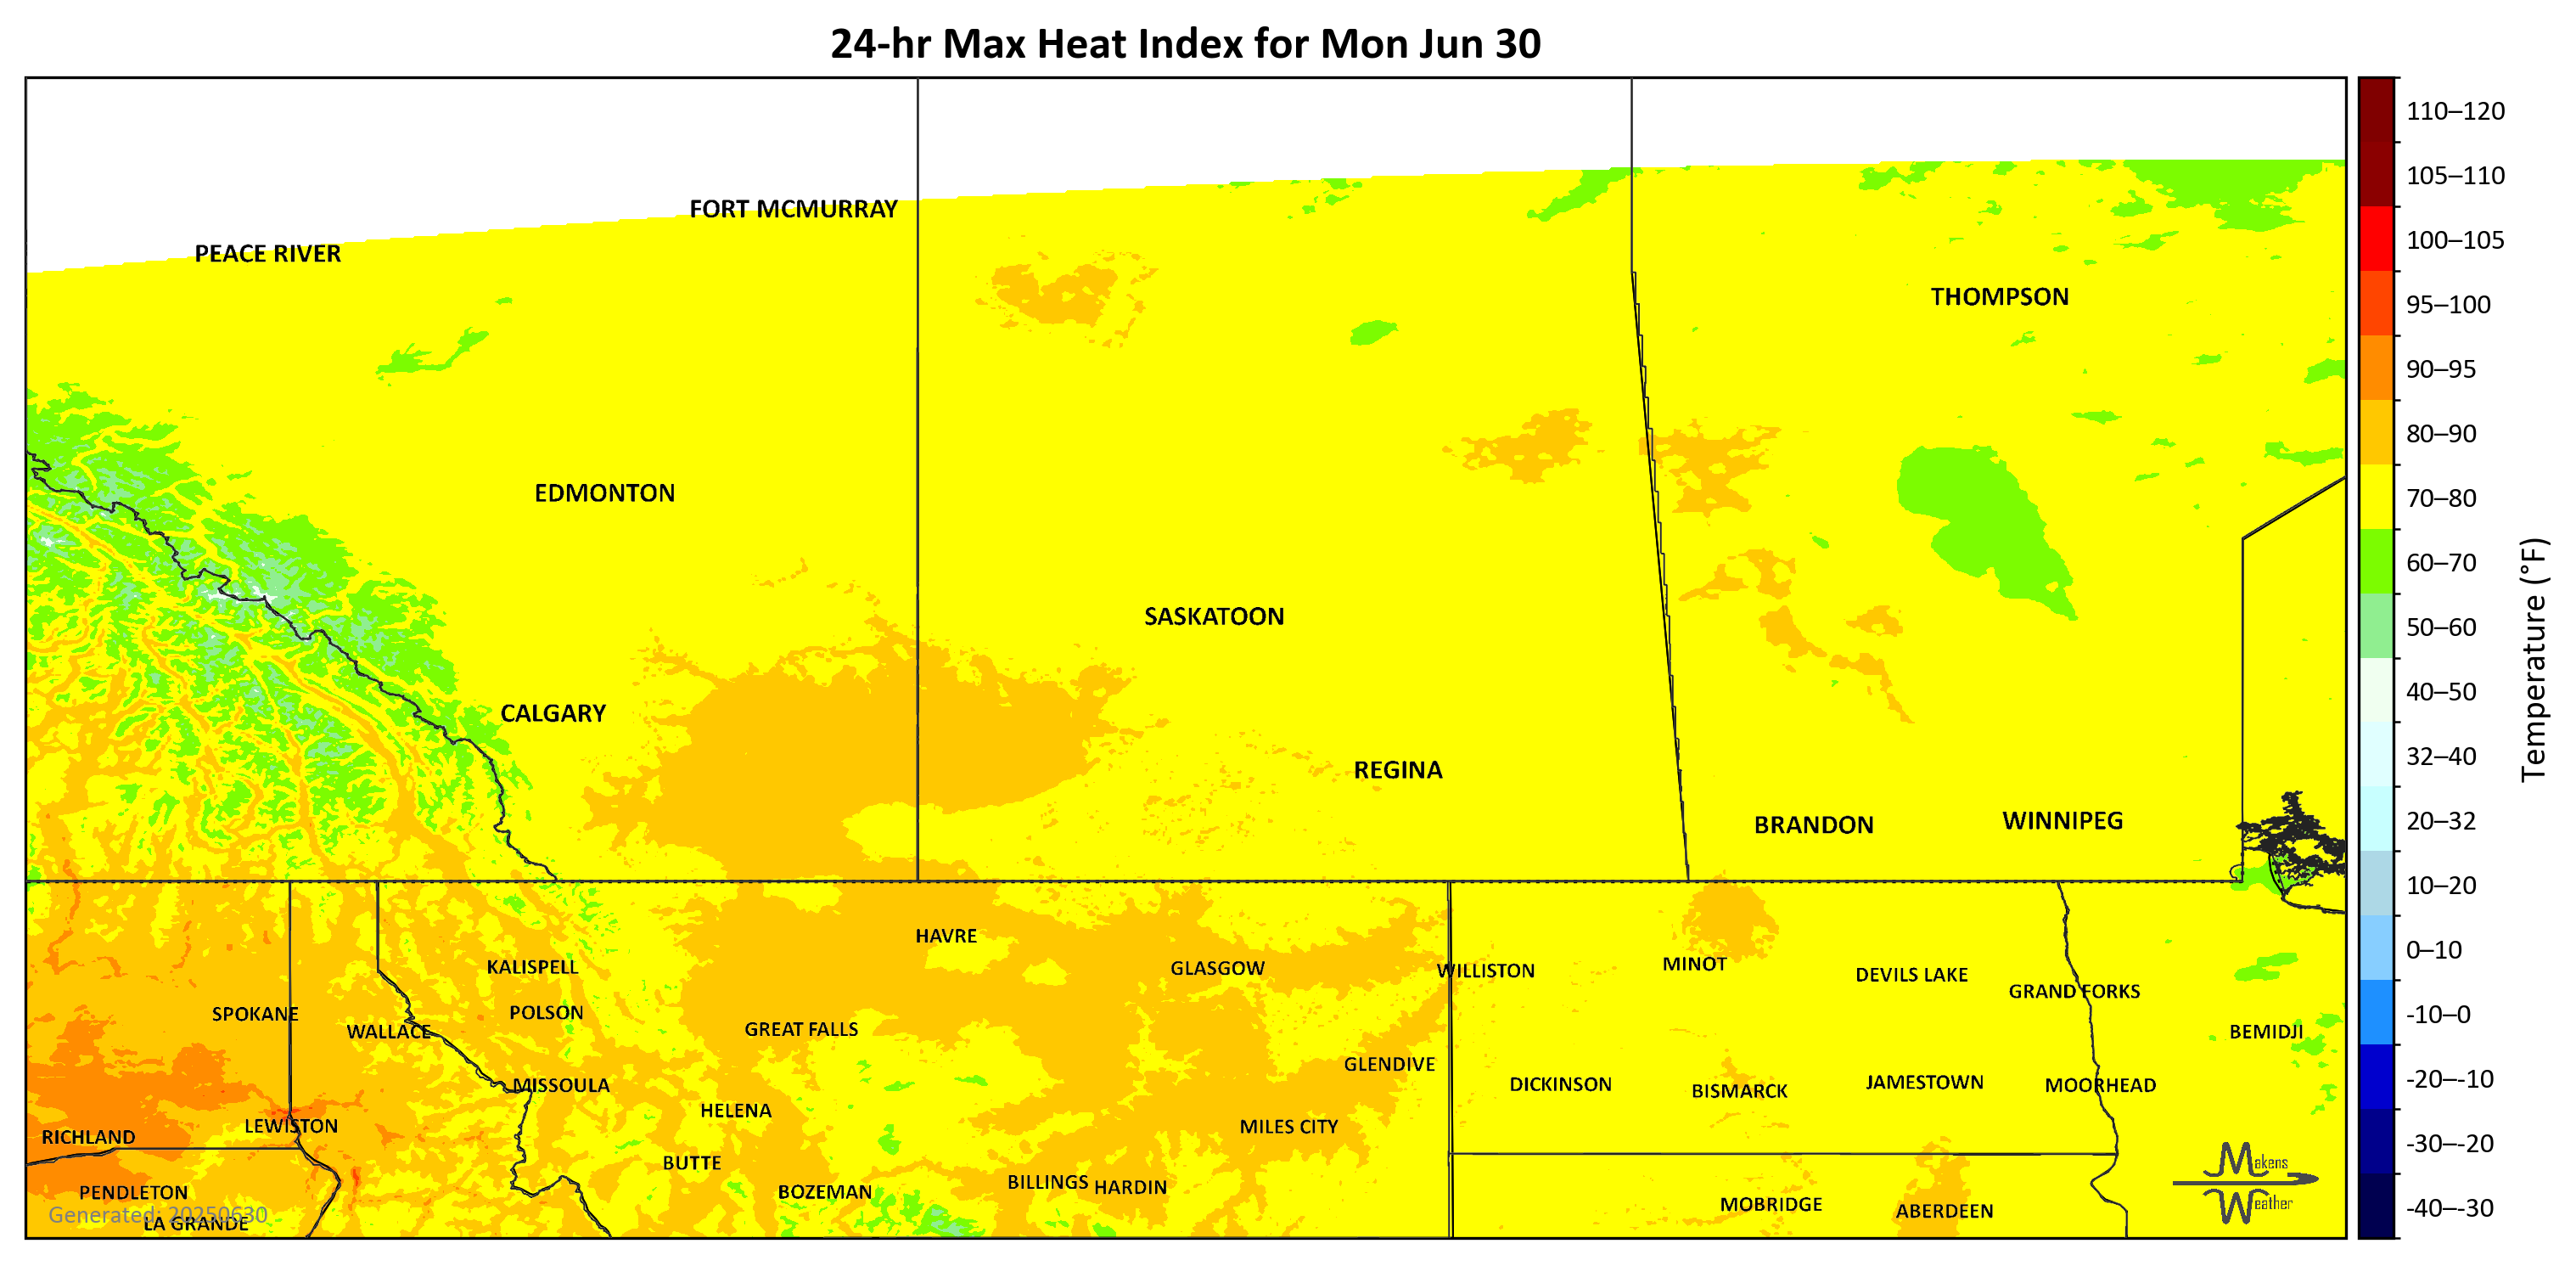 24-hr Max Heat Index for Mon Jun 30
FORT MCMURRAY
PEACE RIVER
THOMPSON
EDMONTON
SASKATOON
CALGARY
REGINA
BRANDON
WINNIPEG
HAVRE
KALISPELL
GLASGOW
WILLISTON
MINOT
DEVILS LAKE
GRAND FORKS
SPOKANE
POLSON
WALLACE
GREAT FALLS
BEMIDJI
GLENDIVE
MISSOULA
DICKINSON
BISMARCK
JAMESTOWN
MOORHEAD
HELENA
LEWISTON
MILES CITY
RICHLAND
BUTTE
BOZEMAN
BILLINGS
HARDIN
PENDLETON
MOBRIDGE
ABERDEEN
Generated: 20250630
LA GRANDE
Makens
Weather
110–120
105–110
100–105
95–100
90–95
80–90
70–80
60–70
50–60
40–50
32–40
20–32
10–20
0–10
-10–0
-20–-10
-30–-20
-40–-30
Temperature (°F)